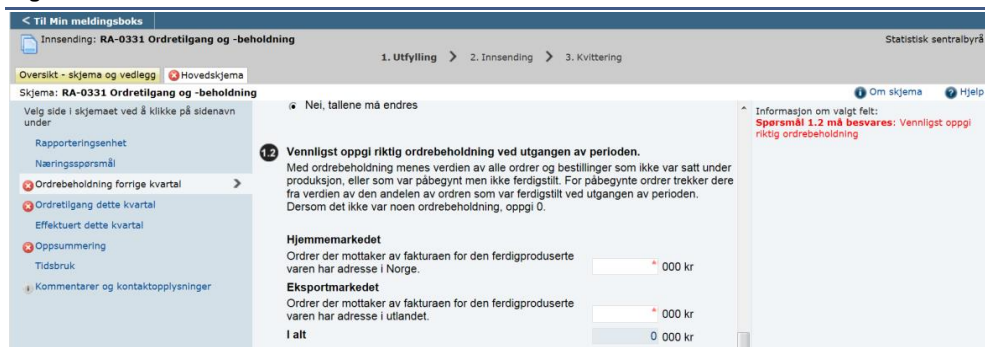 < Til Min meldingsboks
Innsending: RA-0331 Ordretilgang og -beholdning
Statistisk sentralbyrå
1. Utfylling > 2. Innsending > 3. Kvittering
Oversikt - skjema og vedlegg Hovedskjema
Skjema: RA-0331 Ordretilgang og -beholdning
Om skjema Hjelp
Velg side i skjemaet ved å klikke på sidenavn
under
Rapporteringsenhet
Næringsspørsmål
Ordrebeholdning forrige kvartal >
Ordretilgang dette kvartal
Effektuert dette kvartal
Oppsummering
Tidsbruk
Kommentarer og kontaktopplysninger
Nei, tallene må endres
1.2 Vennligst oppgi riktig ordrebeholdning ved utgangen av perioden.
Med ordrebeholdning menes verdien av alle ordrer og bestillinger som ikke var satt under
produksjon, eller som var påbegynt men ikke ferdigstilt. For påbegynte ordrer trekker dere
fra verdien av den andelen av ordren som var ferdigstilt ved utgangen av perioden.
Dersom det ikke var noen ordrebeholdning, oppgi 0.
Hjemmemarkedet
Ordrer der mottaker av fakturaen for den ferdigproduserte
varen har adresse i Norge. * 000 kr
Eksportmarkedet
Ordrer der mottaker av fakturaen for den ferdigproduserte
varen har adresse i utlandet. * 000 kr
I alt 0 000 kr
Informasjon om valgt felt:
Spørsmål 1.2 må besvares: Vennligst oppgi
riktig ordrebeholdning